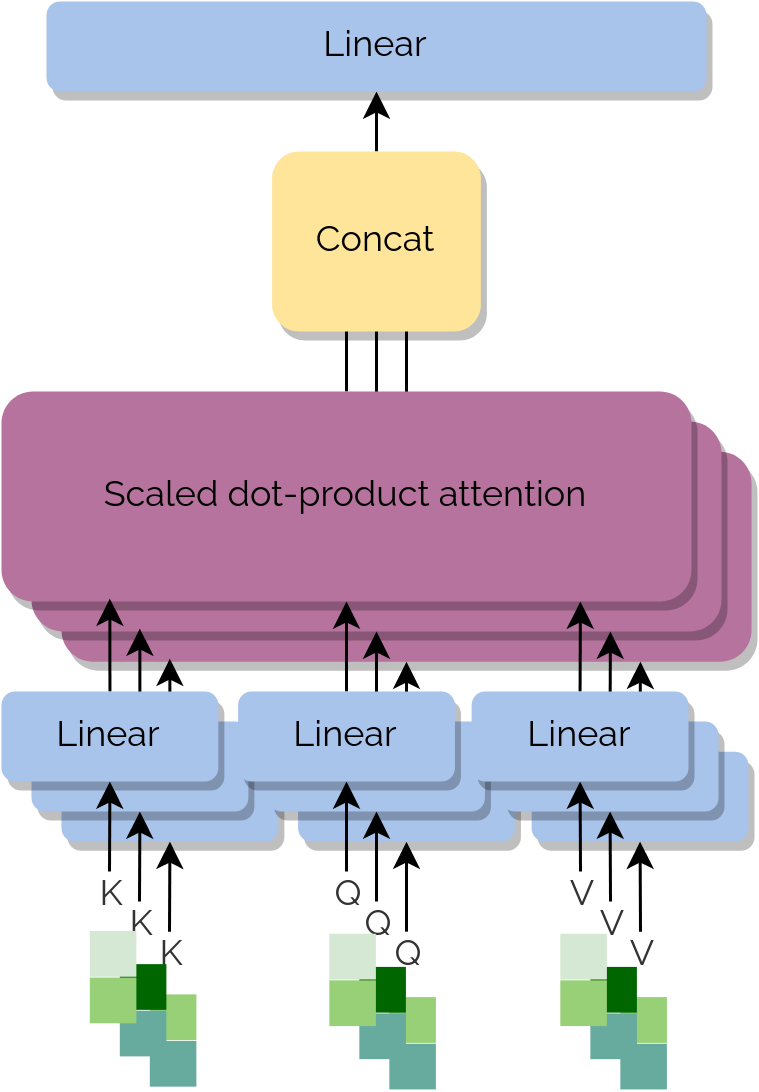 Linear
Concat
Scaled dot-product attention
Linear Linear Linear
K Q V
K Q V
K Q V